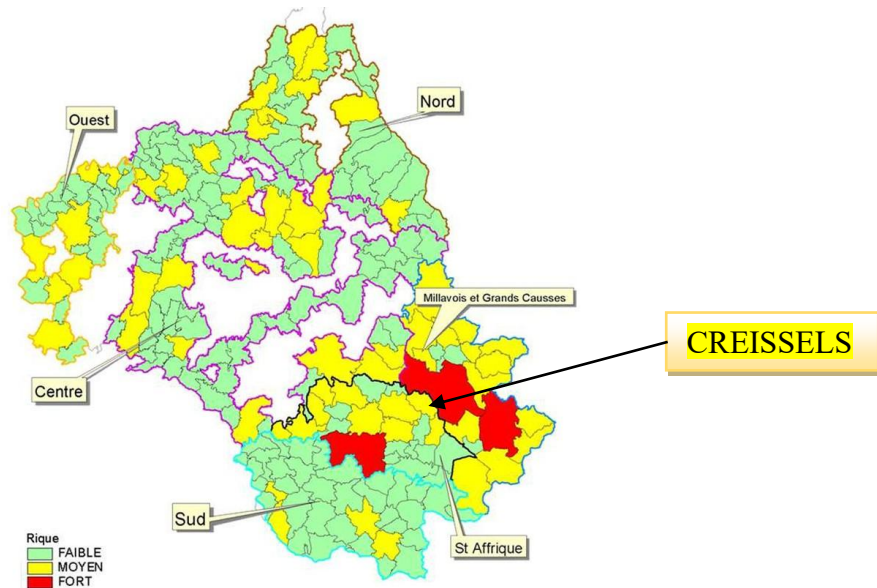 Nord
Ouest
Millavois et Grands Causses
CREISSELS
Centre
Sud
St Affrique
Rique
FAIBLE
MOYEN
FORT